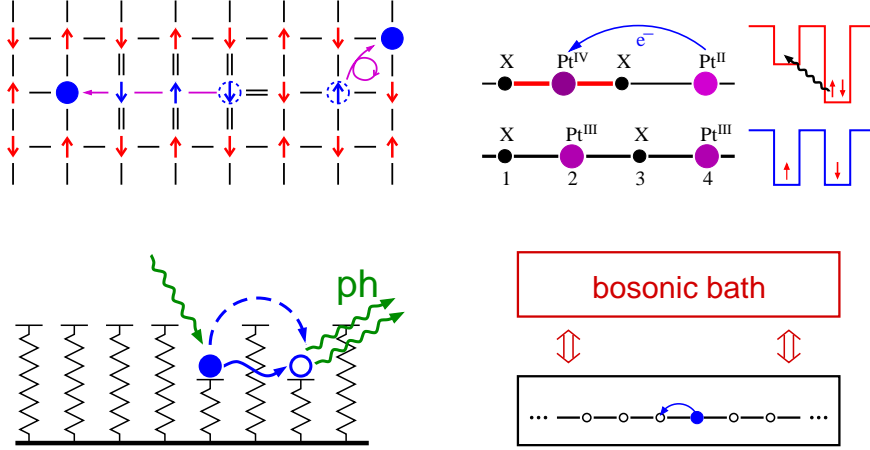 e⁻
X Pt^IV X Pt^II
X Pt^III X Pt^III
1 2 3 4
ph
bosonic bath
... ...